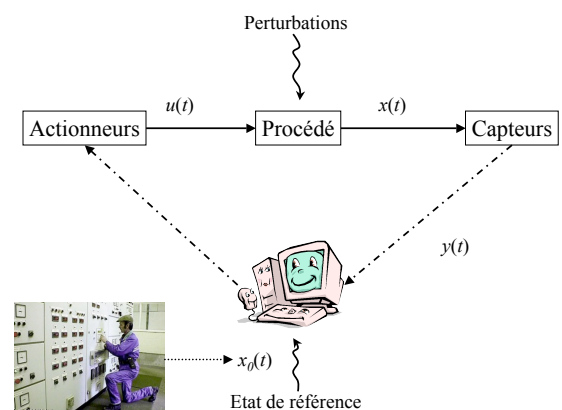 Perturbations
u(t)
x(t)
Actionneurs
Procédé
Capteurs
y(t)
x₀(t)
Etat de référence